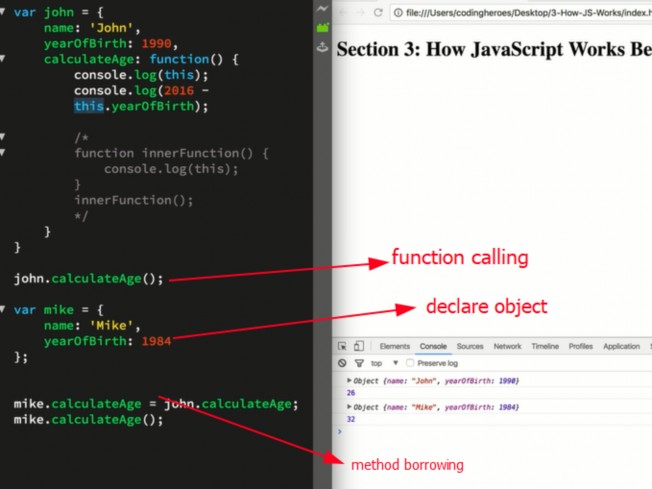 var john = {
name: 'John',
yearOfBirth: 1990,
calculateAge: function() {
console.log(this);
console.log(2016 -
this.yearOfBirth);
/*
function innerFunction() {
console.log(this);
}
innerFunction();
*/
}
}
john.calculateAge();
var mike = {
name: 'Mike',
yearOfBirth: 1984
};
mike.calculateAge = john.calculateAge;
mike.calculateAge();
file:///Users/codingheroes/Desktop/3-How-JS-Works/index.h
Section 3: How JavaScript Works Be
function calling
declare object
Elements Console Sources Network Timeline Profiles Application
top Preserve log
Object {name: "John", yearOfBirth: 1990}
26
Object {name: "Mike", yearOfBirth: 1984}
32
method borrowing